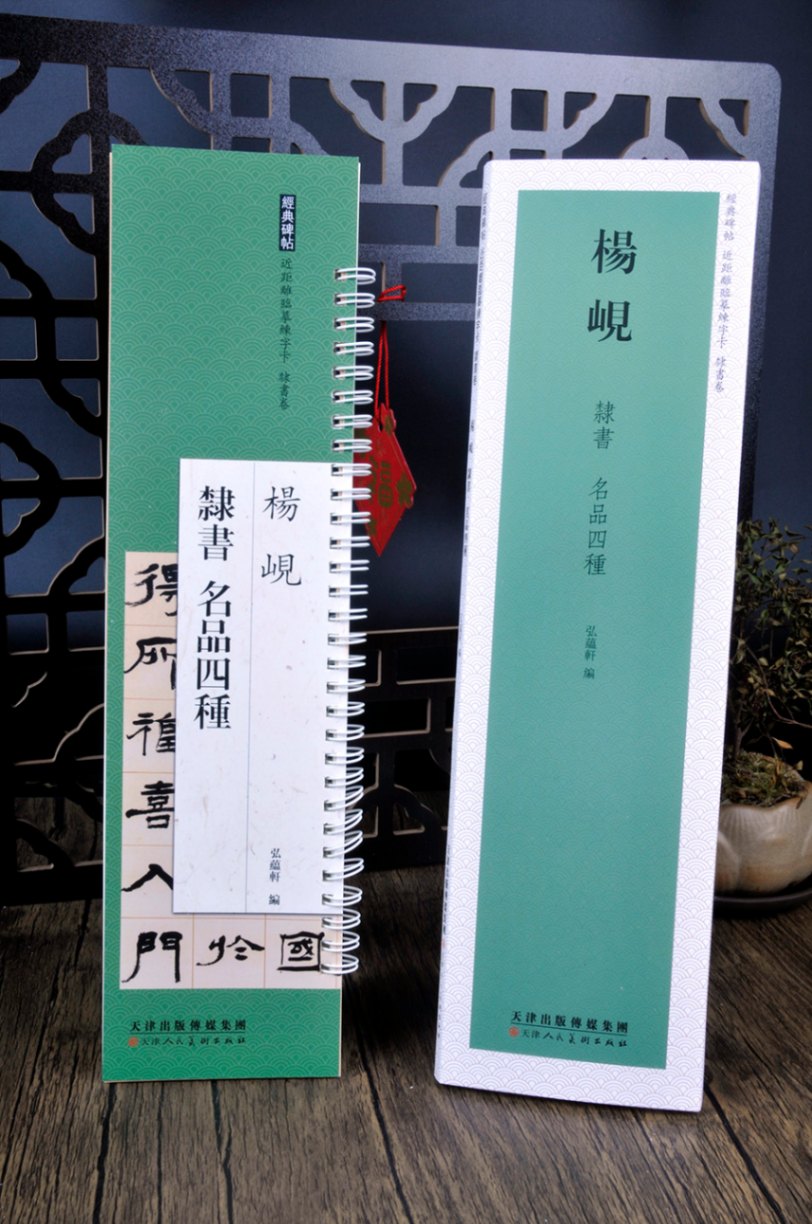 經典碑帖
近距離臨摹練字卡 隸書卷
楊峴
隸書 名品四種
弘蘊軒 編
得所福喜入門
於
國
天津出版傳媒集團
天津人民美術出版社
經典碑帖 近距離臨摹練字卡 隸書卷
楊峴
隸書 名品四種
弘蘊軒 編
天津出版傳媒集團
天津人民美術出版社